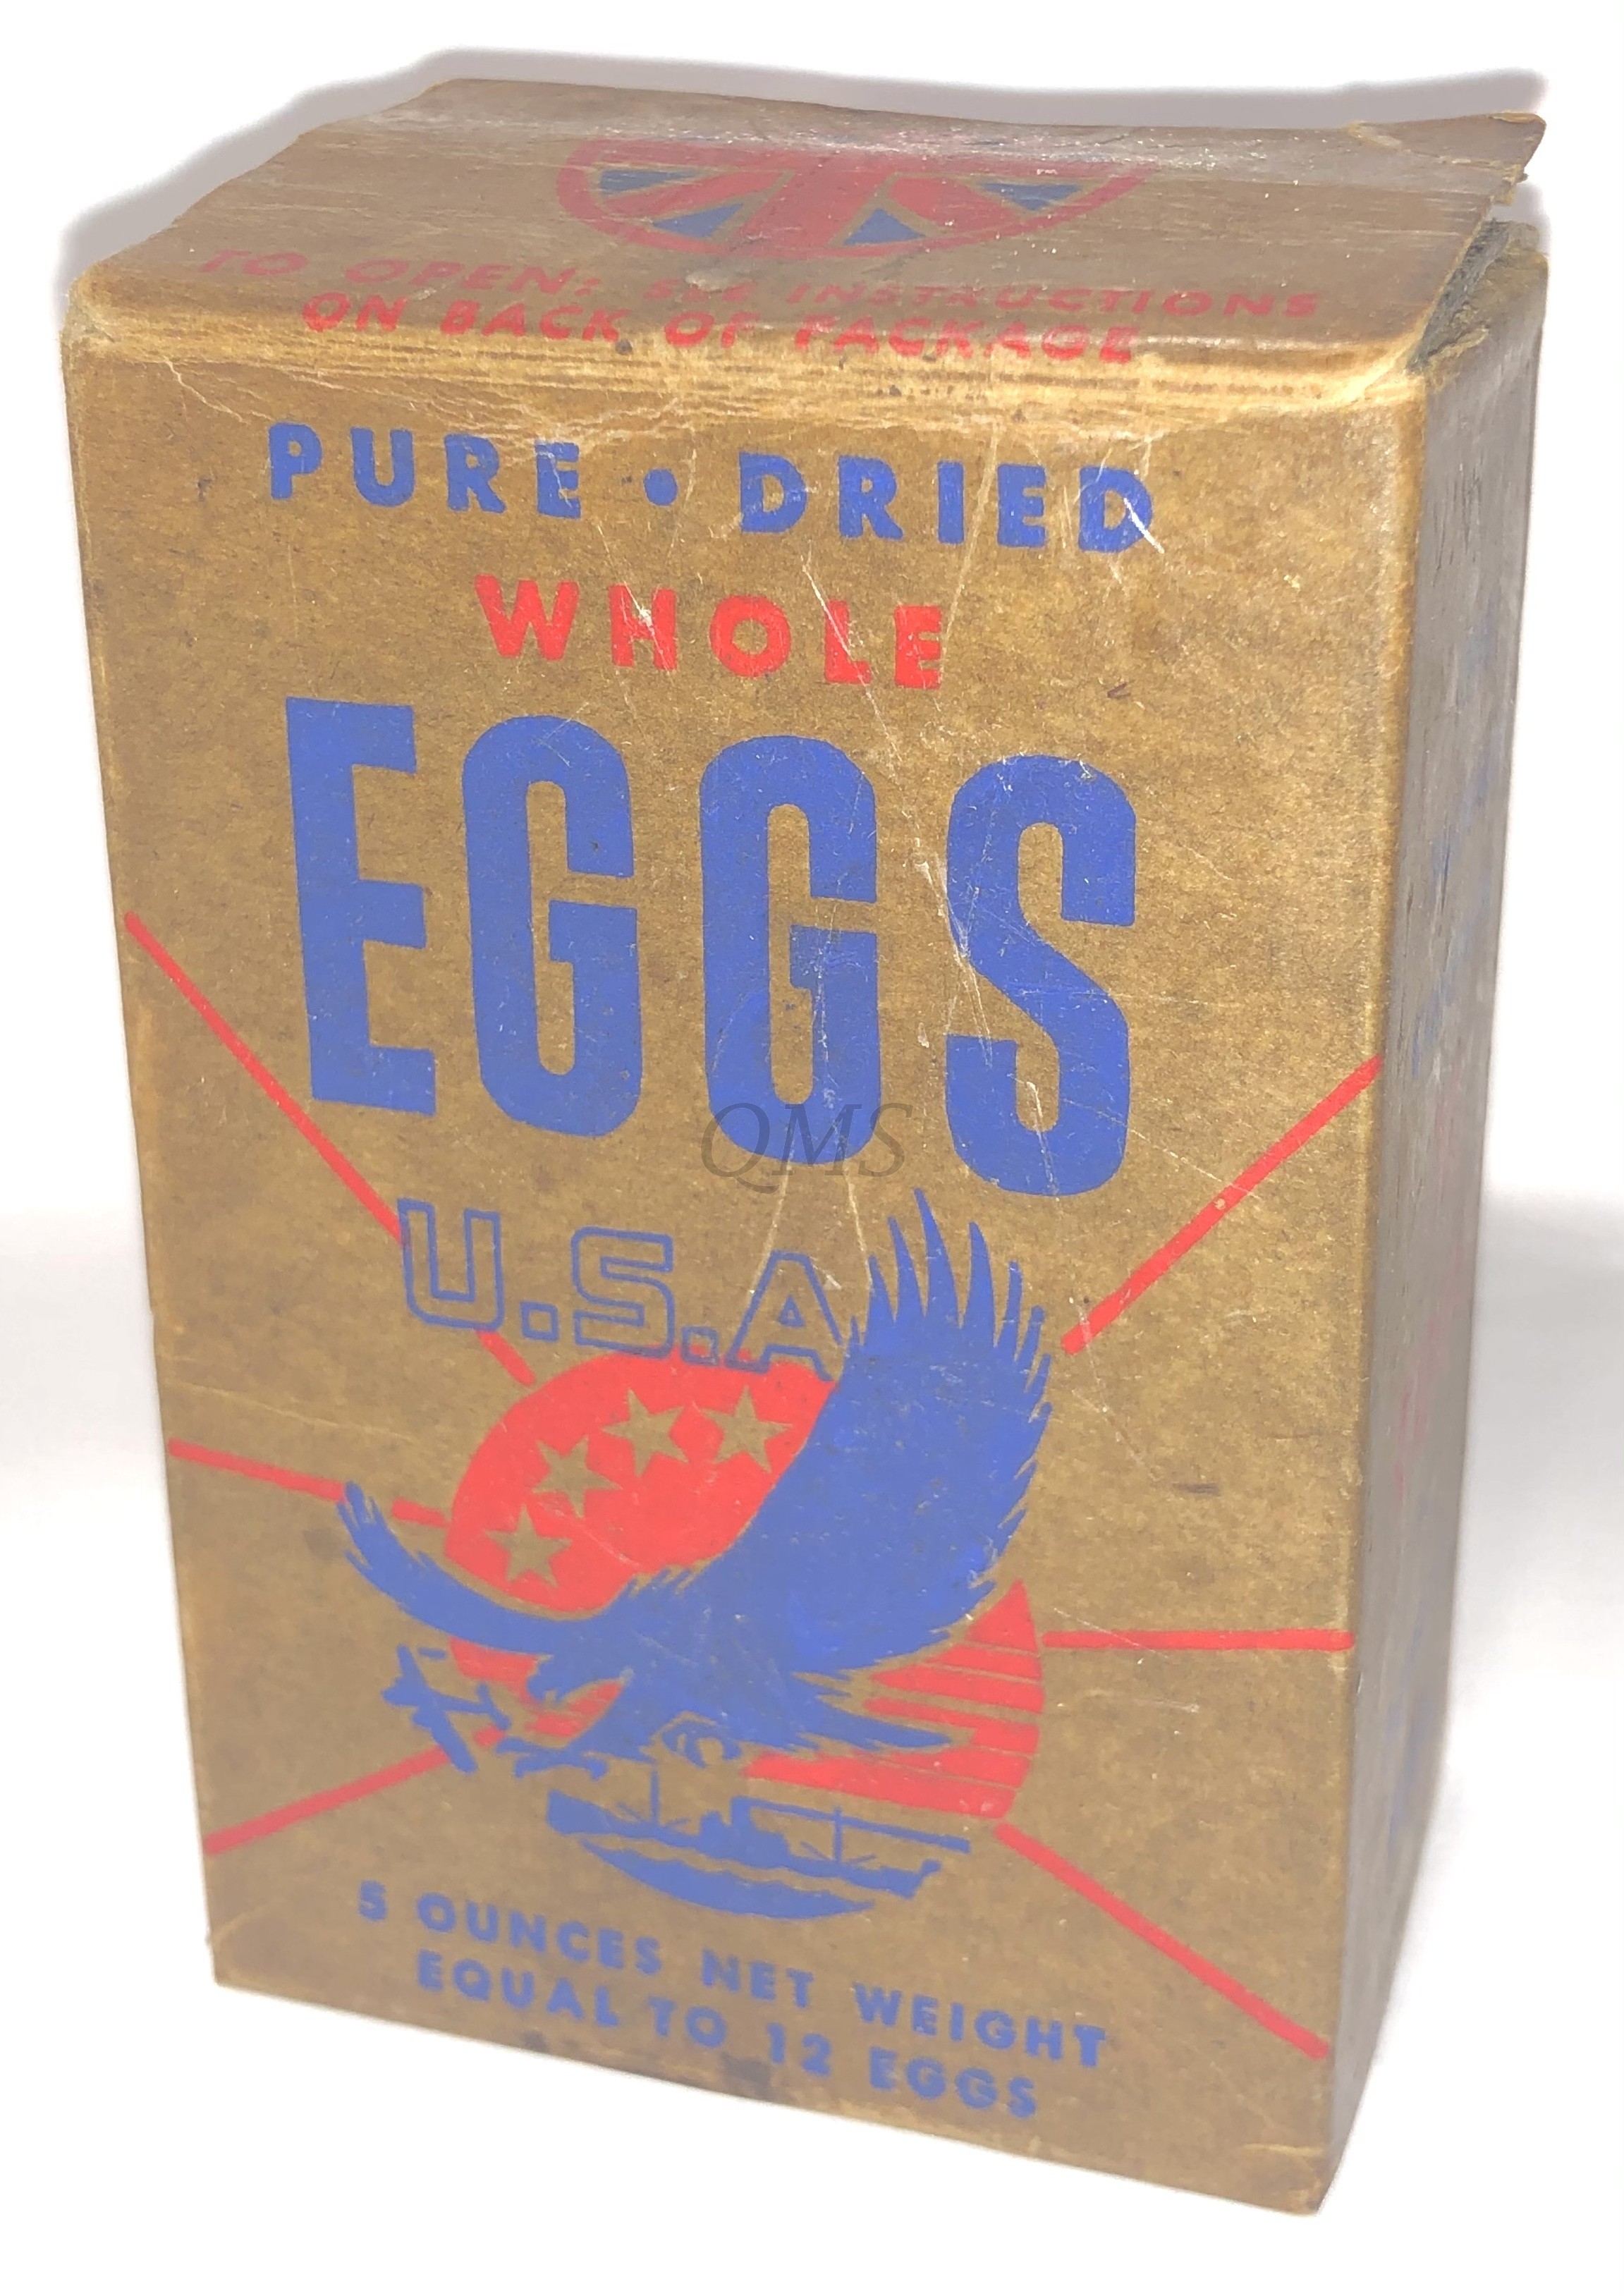 TO OPEN: SEE INSTRUCTIONS
ON BACK OF PACKAGE
PURE • DRIED
WHOLE
EGGS
QMS
U.S.A
5 OUNCES NET WEIGHT
EQUAL TO 12 EGGS